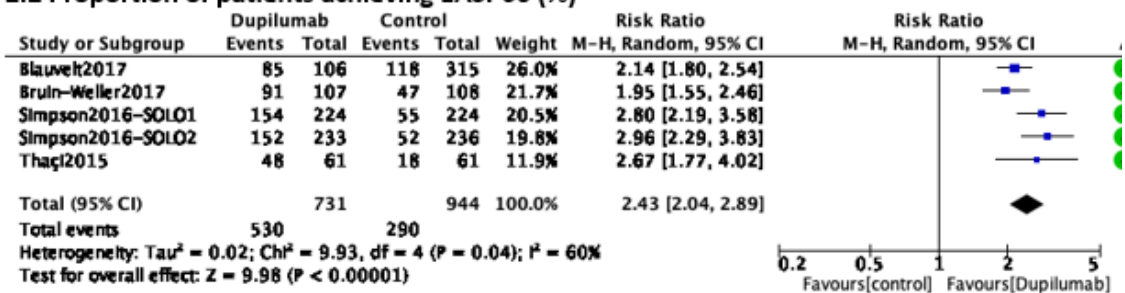 Dupilumab Control Risk Ratio Risk Ratio
Study or Subgroup Events Total Events Total Weight M-H, Random, 95% CI M-H, Random, 95% CI
Blauvelt2017 85 106 118 315 26.0% 2.14 [1.80, 2.54]
Bruin-Weller2017 91 107 47 108 21.7% 1.95 [1.55, 2.46]
Simpson2016-SOLO1 154 224 55 224 20.5% 2.80 [2.19, 3.58]
Simpson2016-SOLO2 152 233 52 236 19.8% 2.96 [2.29, 3.83]
Thaçi2015 48 61 18 61 11.9% 2.67 [1.77, 4.02]
Total (95% CI) 731 944 100.0% 2.43 [2.04, 2.89]
Total events 530 290
Heterogeneity: Tau² = 0.02; Chi² = 9.93, df = 4 (P = 0.04); I² = 60%
Test for overall effect: Z = 9.98 (P < 0.00001)
0.2 0.5 1 2 5
Favours[control] Favours[Dupilumab]